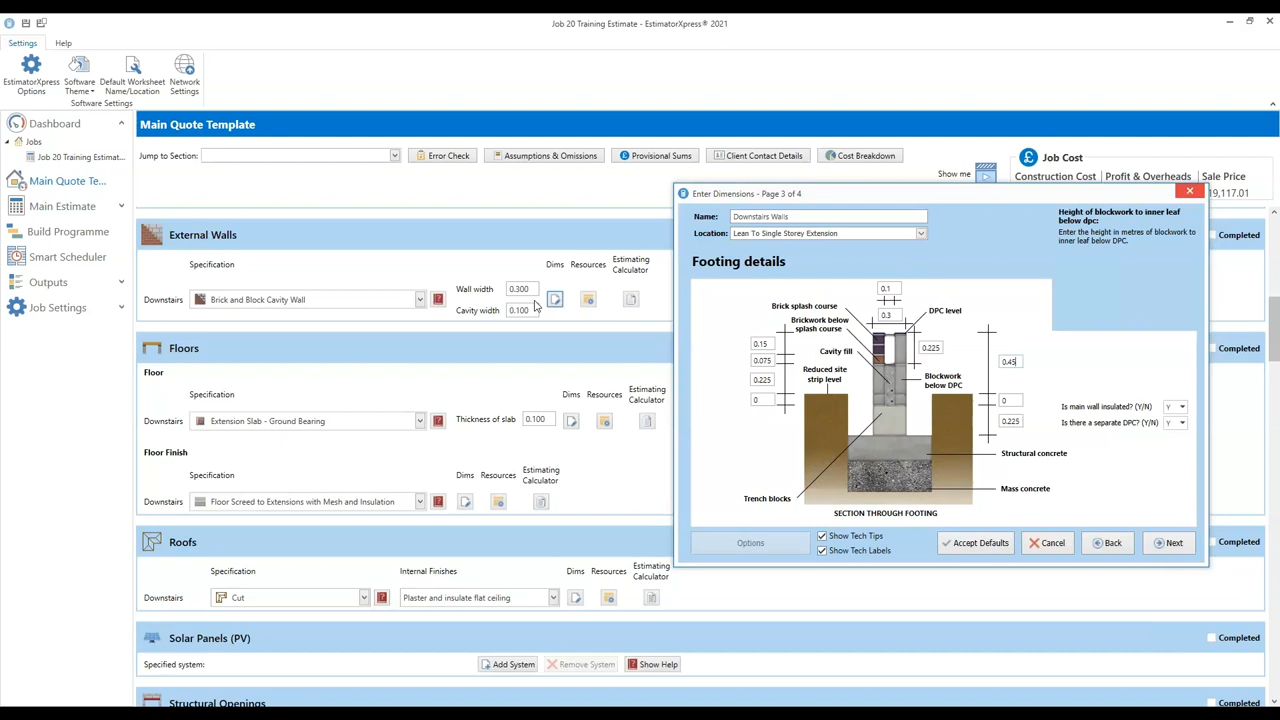 Job 20 Training Estimate - EstimatorXpress® 2021
Settings
Help
EstimatorXpress Options
Software Theme
Default Worksheet Name/Location
Network Settings
Software Settings
Dashboard
Jobs
Job 20 Training Estimat...
Main Quote Te...
Main Estimate
Build Programme
Smart Scheduler
Outputs
Job Settings
Main Quote Template
Jump to Section:
Error Check
Assumptions & Omissions
Provisional Sums
Client Contact Details
Cost Breakdown
Show me
Job Cost
Construction Cost
Profit & Overheads
Sale Price
19,117.01
External Walls
Completed
Specification
Dims
Resources
Estimating Calculator
Downstairs
Brick and Block Cavity Wall
Wall width
0.300
Cavity width
0.100
Floors
Completed
Floor
Specification
Dims
Resources
Estimating Calculator
Downstairs
Extension Slab - Ground Bearing
Thickness of slab
0.100
Floor Finish
Specification
Dims
Resources
Estimating Calculator
Downstairs
Floor Screed to Extensions with Mesh and Insulation
Roofs
Completed
Specification
Internal Finishes
Dims
Resources
Estimating Calculator
Downstairs
Cut
Plaster and insulate flat ceiling
Solar Panels (PV)
Completed
Specified system:
Add System
Remove System
Show Help
Structural Openings
Completed
Enter Dimensions - Page 3 of 4
Name:
Downstairs Walls
Location:
Lean To Single Storey Extension
Height of blockwork to inner leaf below dpc:
Enter the height in metres of blockwork to inner leaf below DPC.
Footing details
0.1
Brick splash course
0.3
DPC level
Brickwork below splash course
0.15
0.225
Cavity fill
0.075
0.45
Reduced site strip level
0.225
Blockwork below DPC
0
0
Is main wall insulated? (Y/N)
Y
0.225
Is there a separate DPC? (Y/N)
Y
Structural concrete
Mass concrete
Trench blocks
SECTION THROUGH FOOTING
Options
Show Tech Tips
Show Tech Labels
Accept Defaults
Cancel
Back
Next